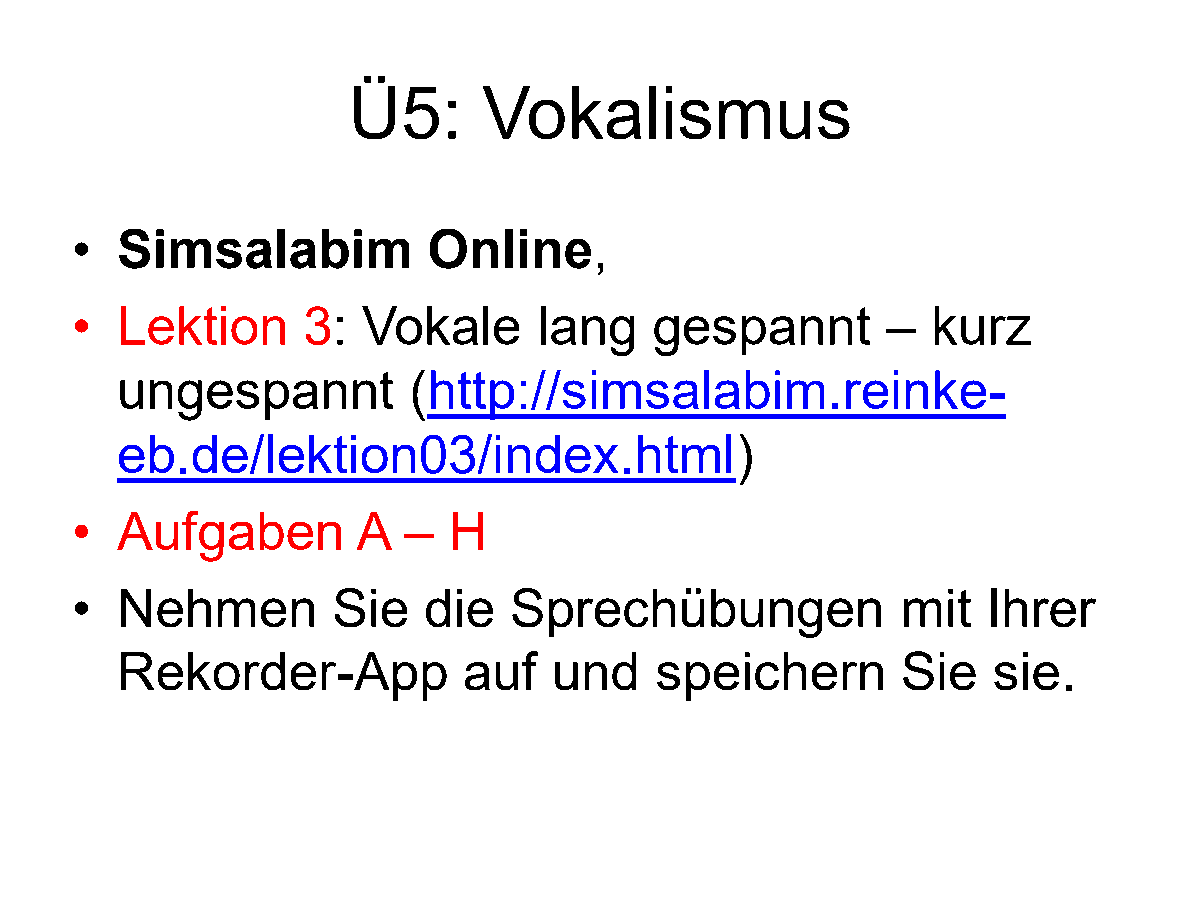 Ü5: Vokalismus
• Simsalabim Online,
• Lektion 3: Vokale lang gespannt – kurz
ungespannt (http://simsalabim.reinke-
eb.de/lektion03/index.html)
• Aufgaben A – H
• Nehmen Sie die Sprechübungen mit Ihrer
Rekorder-App auf und speichern Sie sie.